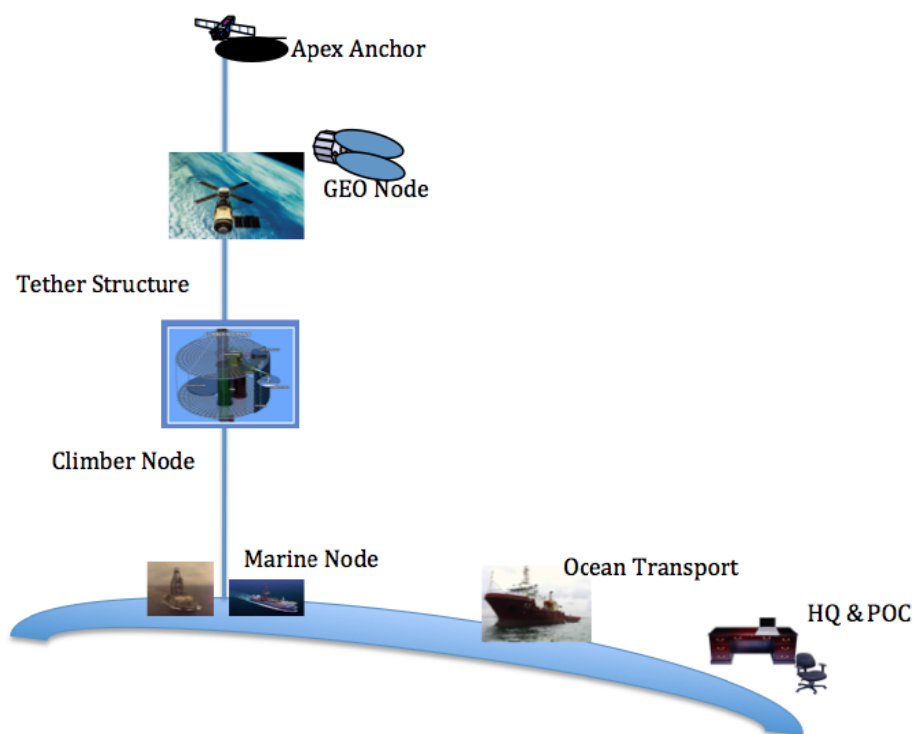 Apex Anchor
GEO Node
Tether Structure
Climber Node
Marine Node
Ocean Transport
HQ & POC